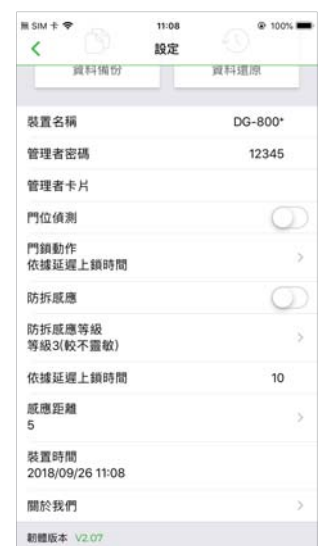 無 SIM 卡
11:08
100%
設定
資料備份
資料還原
裝置名稱
DG-800*
管理者密碼
12345
管理者卡片
門位偵測
門鎖動作
依據延遲上鎖時間
防拆感應
防拆感應等級
等級3(較不靈敏)
依據延遲上鎖時間
10
感應距離
5
裝置時間
2018/09/26 11:08
關於我們
韌體版本 V2.07